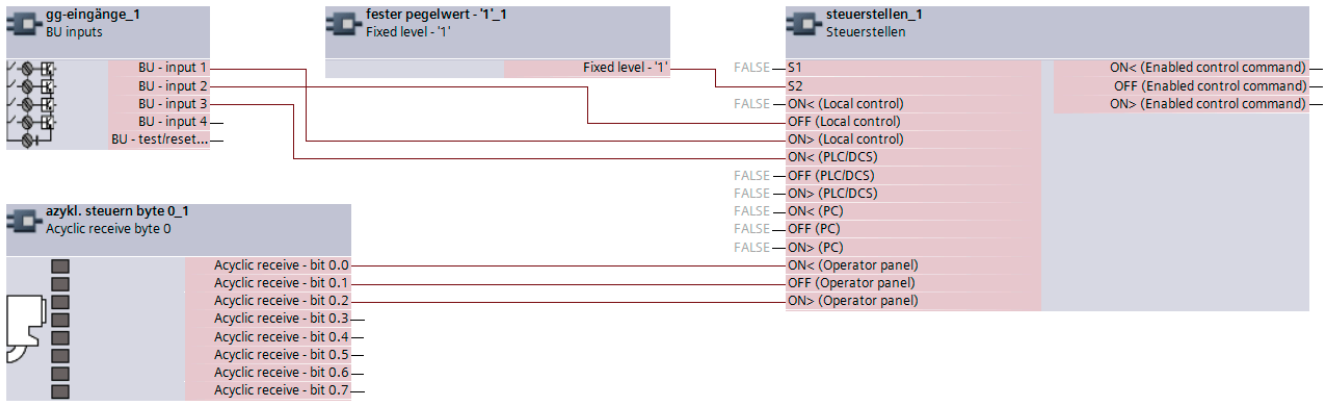 gg-eingänge_1
BU inputs
BU - input 1
BU - input 2
BU - input 3
BU - input 4
BU - test/reset...
fester pegelwert - '1'_1
Fixed level - '1'
Fixed level - '1'
steuerstellen_1
Steuerstellen
FALSE S1
S2
FALSE ON< (Local control)
OFF (Local control)
ON> (Local control)
ON< (PLC/DCS)
FALSE OFF (PLC/DCS)
FALSE ON> (PLC/DCS)
FALSE ON< (PC)
FALSE OFF (PC)
FALSE ON> (PC)
ON< (Operator panel)
OFF (Operator panel)
ON> (Operator panel)
ON< (Enabled control command)
OFF (Enabled control command)
ON> (Enabled control command)
azykl. steuern byte 0_1
Acyclic receive byte 0
Acyclic receive - bit 0.0
Acyclic receive - bit 0.1
Acyclic receive - bit 0.2
Acyclic receive - bit 0.3
Acyclic receive - bit 0.4
Acyclic receive - bit 0.5
Acyclic receive - bit 0.6
Acyclic receive - bit 0.7